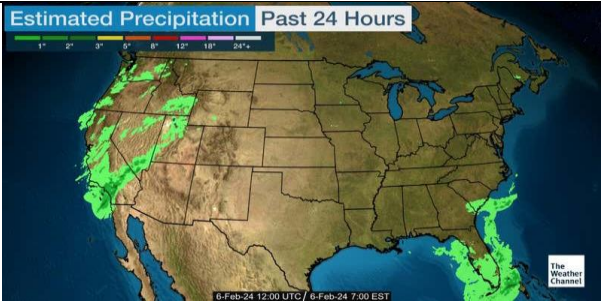 Estimated Precipitation Past 24 Hours
1" 2" 3" 5" 8" 12" 18" 24"+
The
Weather
Channel
6-Feb-24 12:00 UTC / 6-Feb-24 7:00 EST